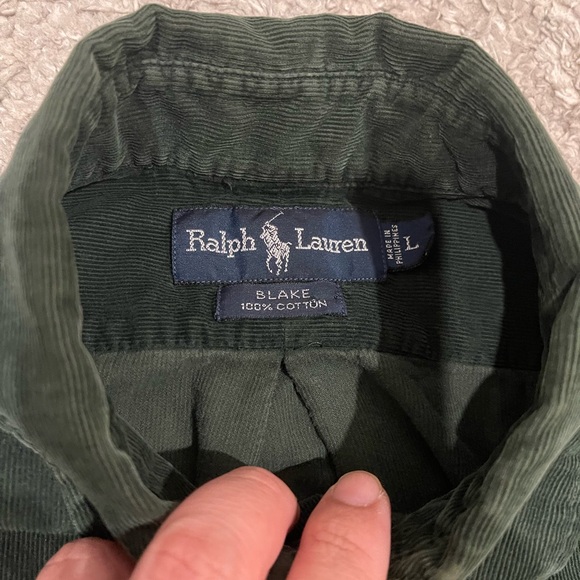 Ralph Lauren
MADE IN
PHILIPPINES
L
BLAKE
100% COTTON